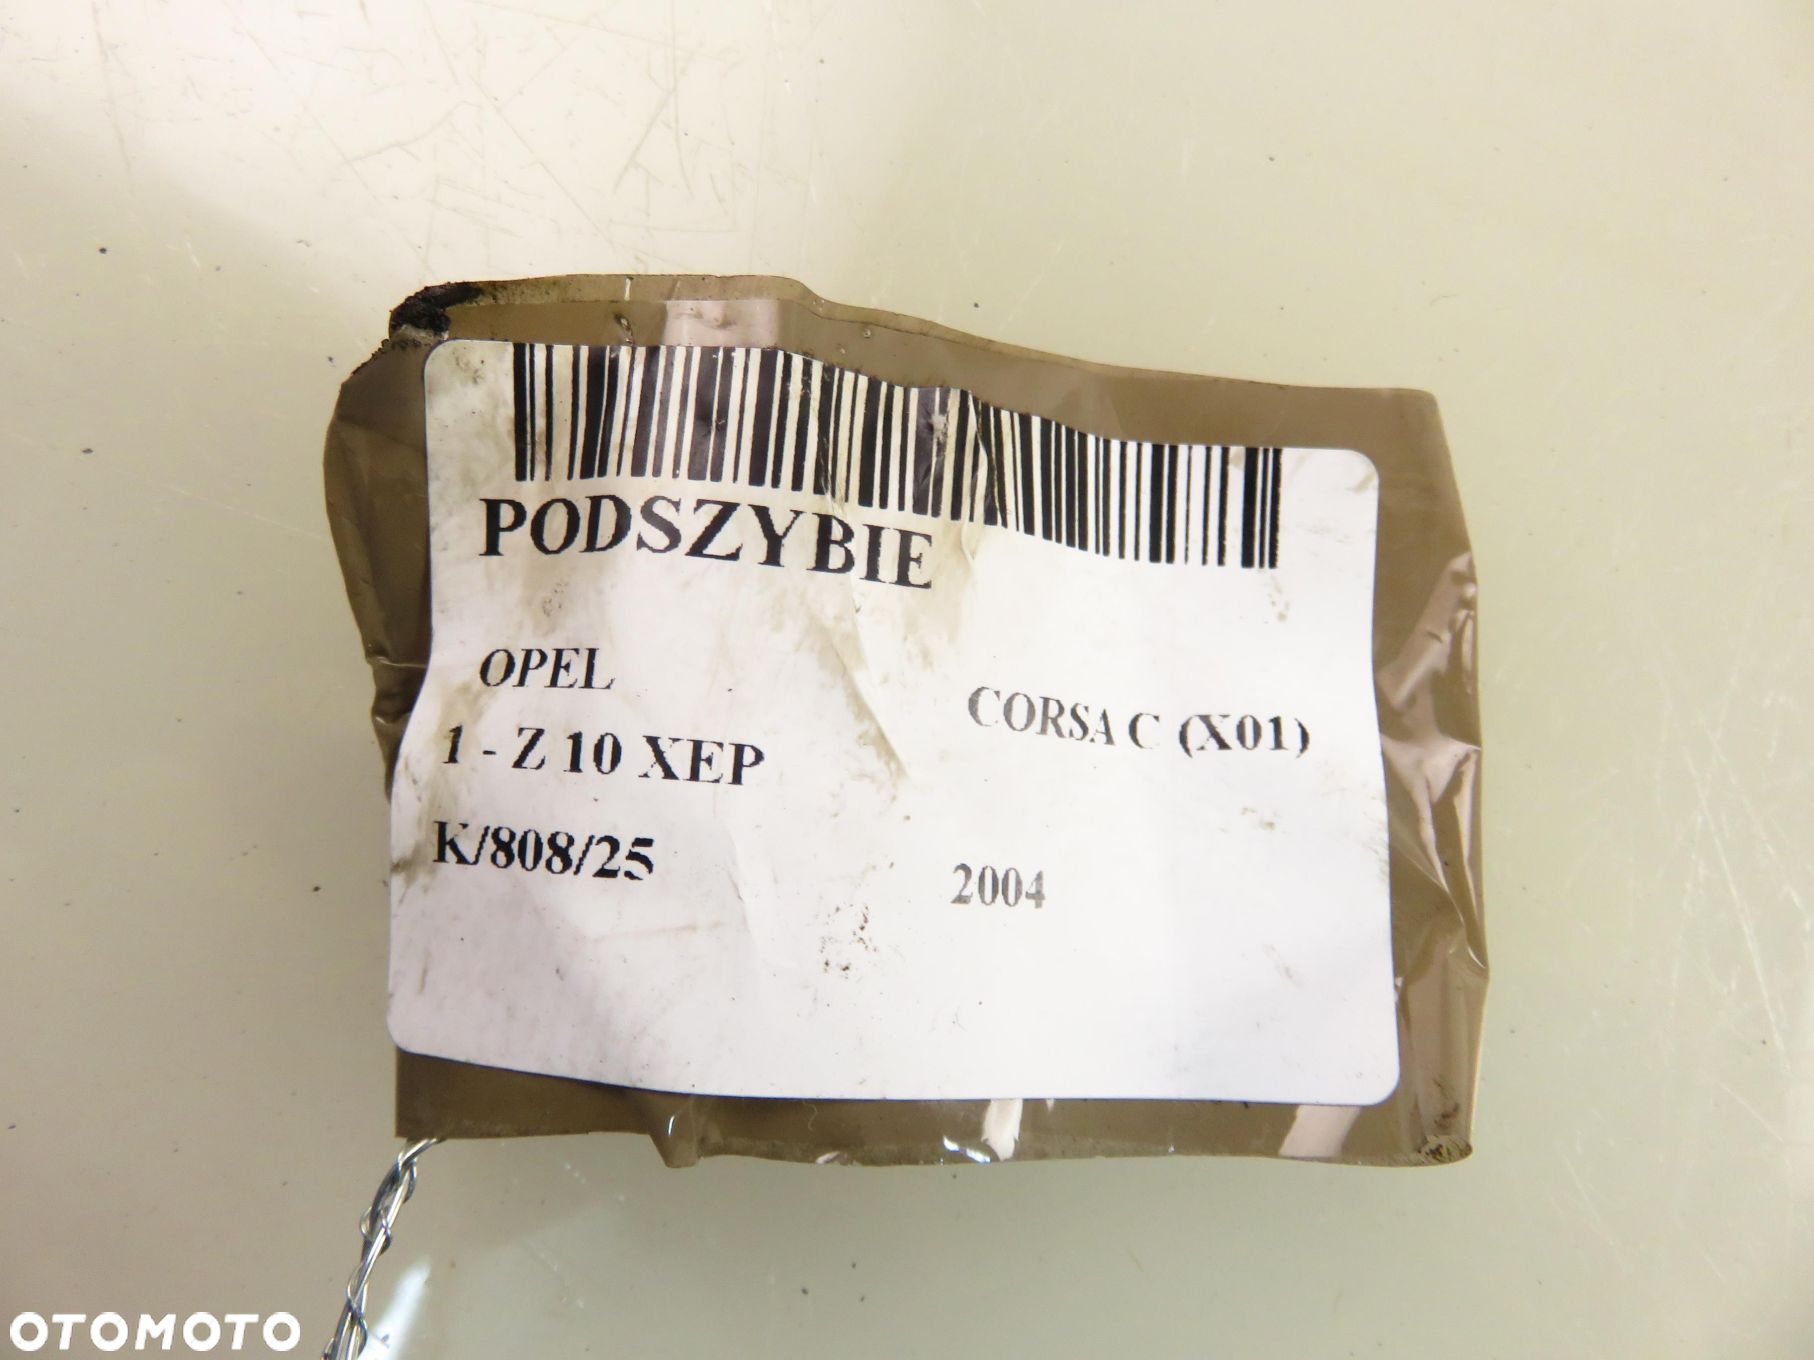 PODSZYBIE
OPEL CORSA C (X01)
1 - Z 10 XEP
K/808/25 2004
OTOMOTO